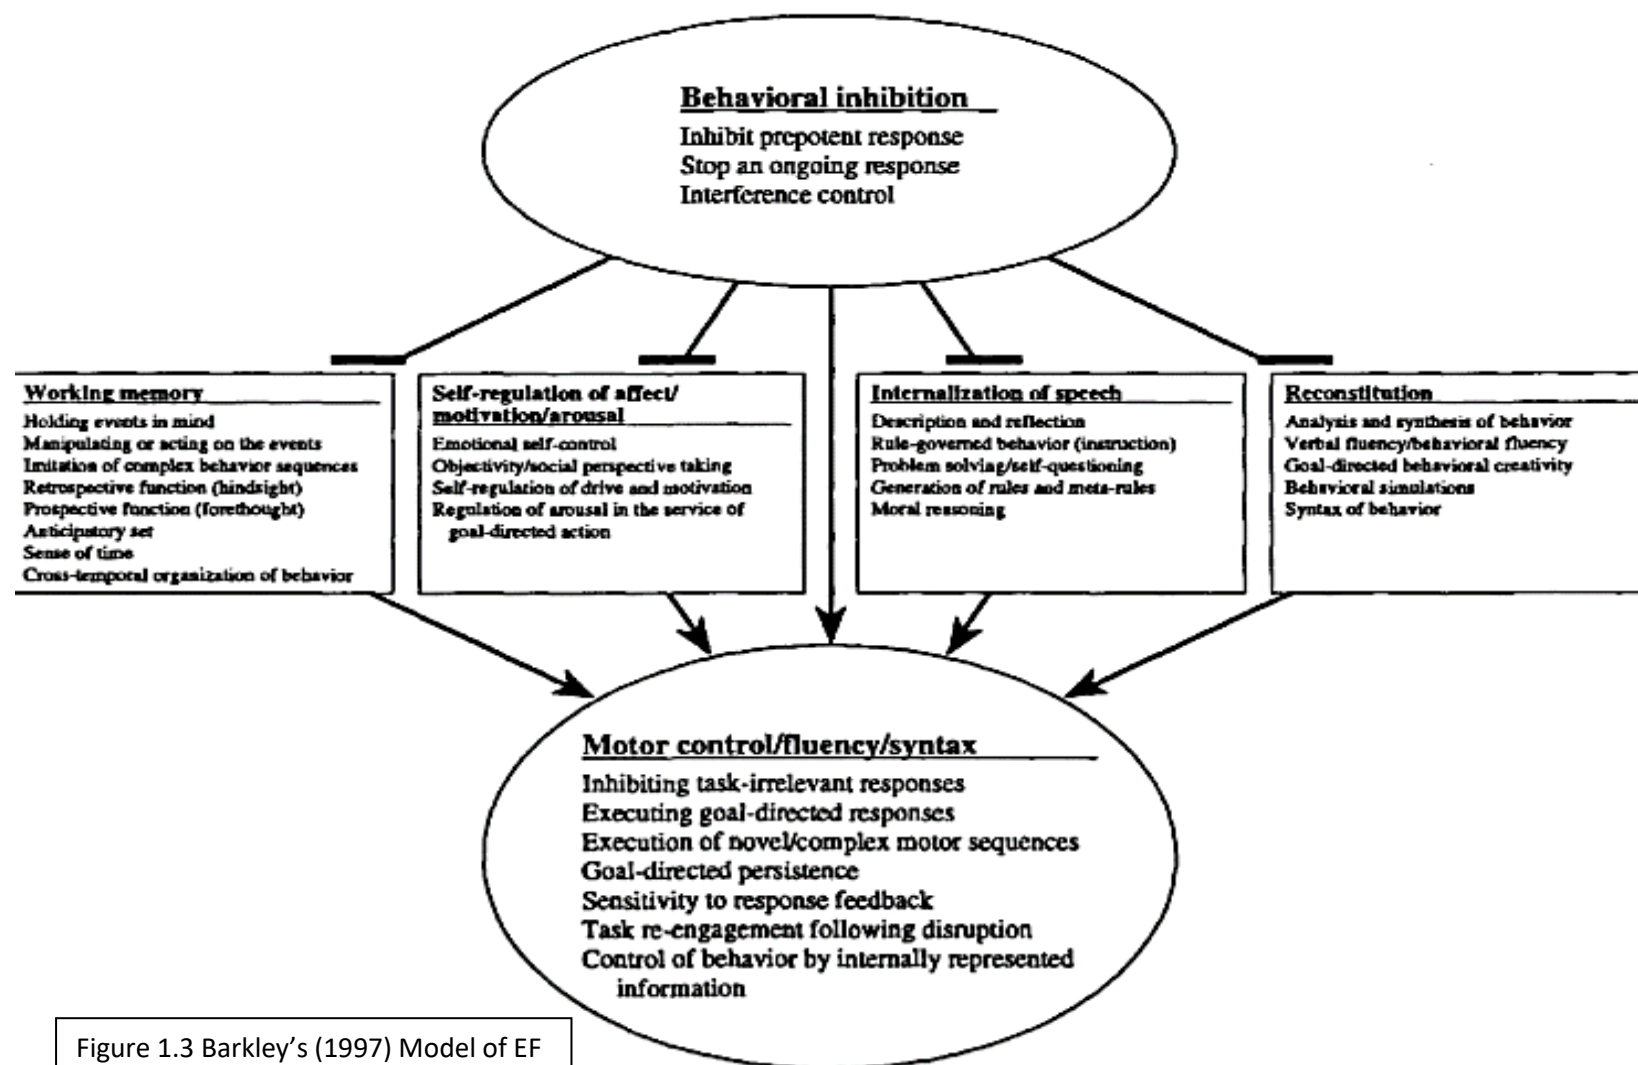 Behavioral inhibition
Inhibit prepotent response
Stop an ongoing response
Interference control
Working memory
Holding events in mind
Manipulating or acting on the events
Imitation of complex behavior sequences
Retrospective function (hindsight)
Prospective function (forethought)
Anticipatory set
Sense of time
Cross-temporal organization of behavior
Self-regulation of affect/
motivation/arousal
Emotional self-control
Objectivity/social perspective taking
Self-regulation of drive and motivation
Regulation of arousal in the service of
goal-directed action
Internalization of speech
Description and reflection
Rule-governed behavior (instruction)
Problem solving/self-questioning
Generation of rules and meta-rules
Moral reasoning
Reconstitution
Analysis and synthesis of behavior
Verbal fluency/behavioral fluency
Goal-directed behavioral creativity
Behavioral simulations
Syntax of behavior
Motor control/fluency/syntax
Inhibiting task-irrelevant responses
Executing goal-directed responses
Execution of novel/complex motor sequences
Goal-directed persistence
Sensitivity to response feedback
Task re-engagement following disruption
Control of behavior by internally represented
information
Figure 1.3 Barkley’s (1997) Model of EF